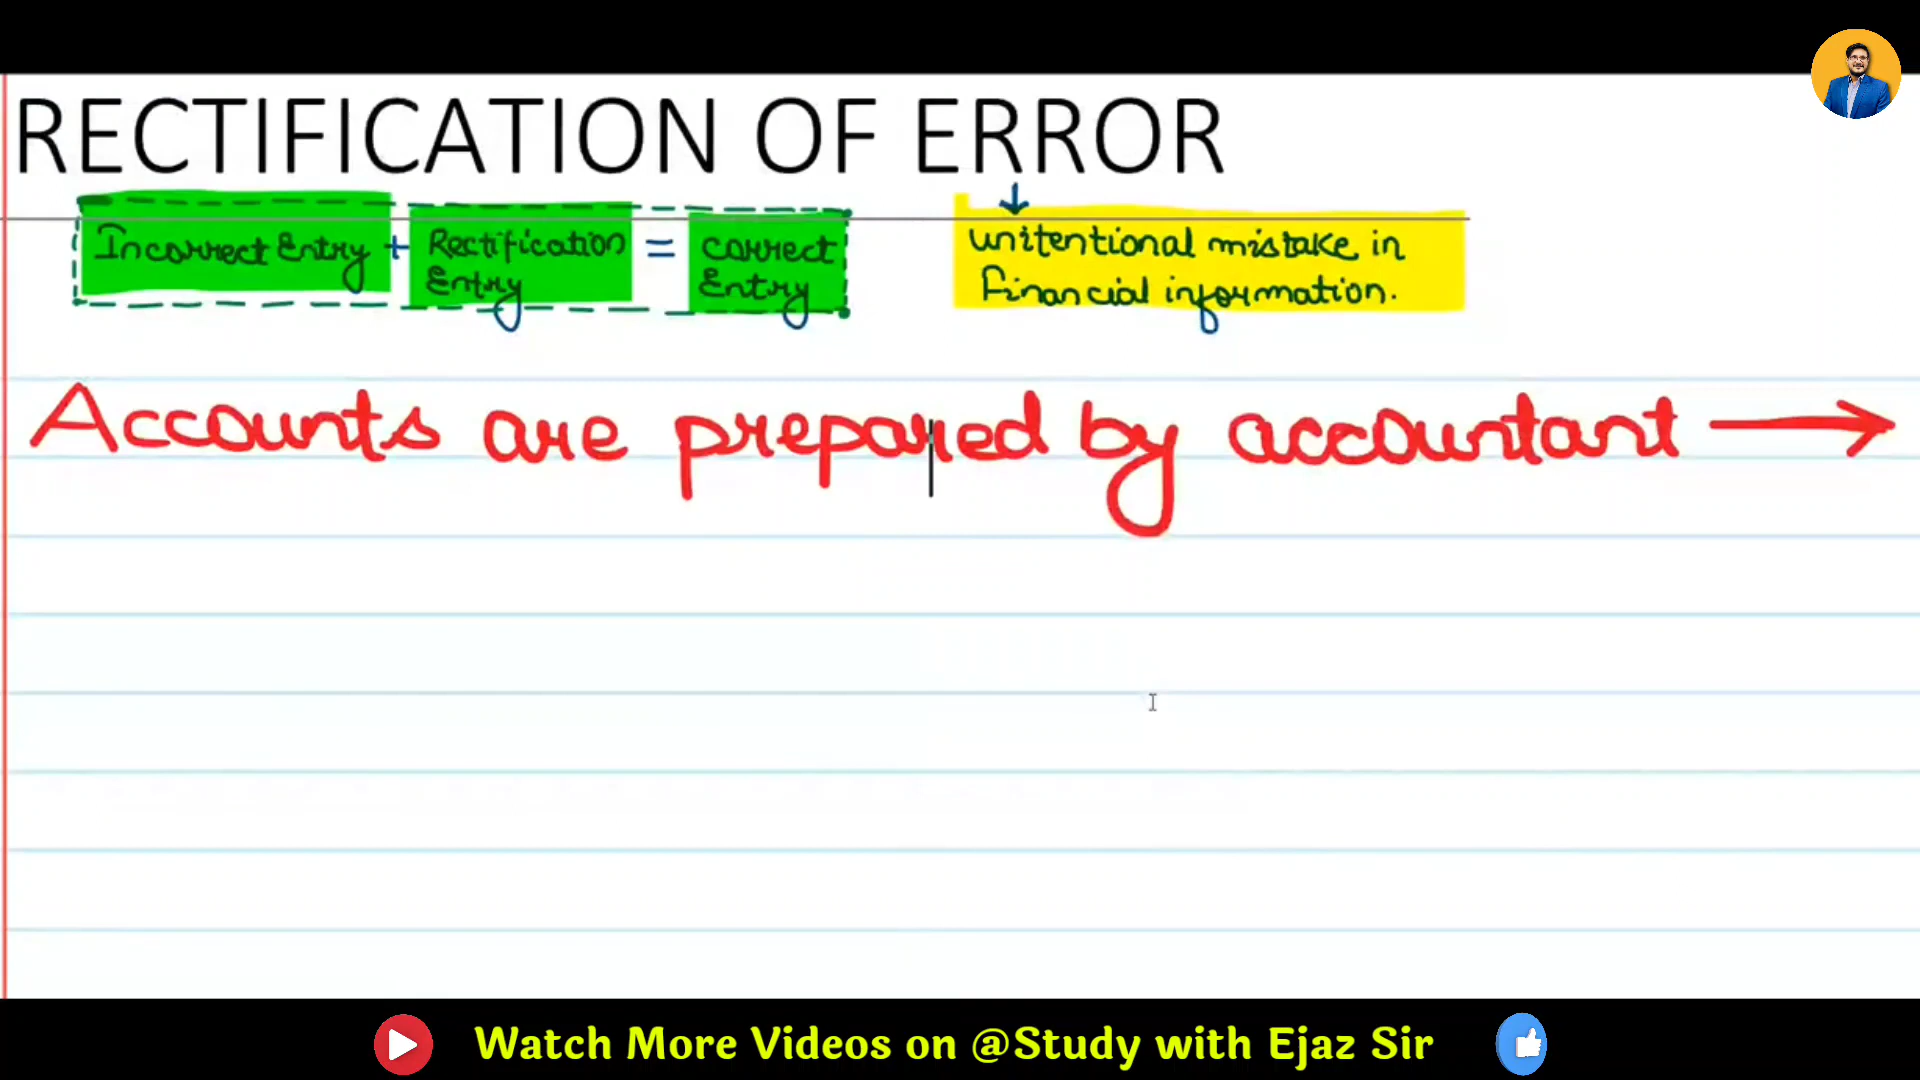 RECTIFICATION OF ERROR
Incorrect Entry + Rectification Entry = correct Entry
↓
unitentional mistake in
financial information.
Accounts are prepared by accountant →
Watch More Videos on @Study with Ejaz Sir